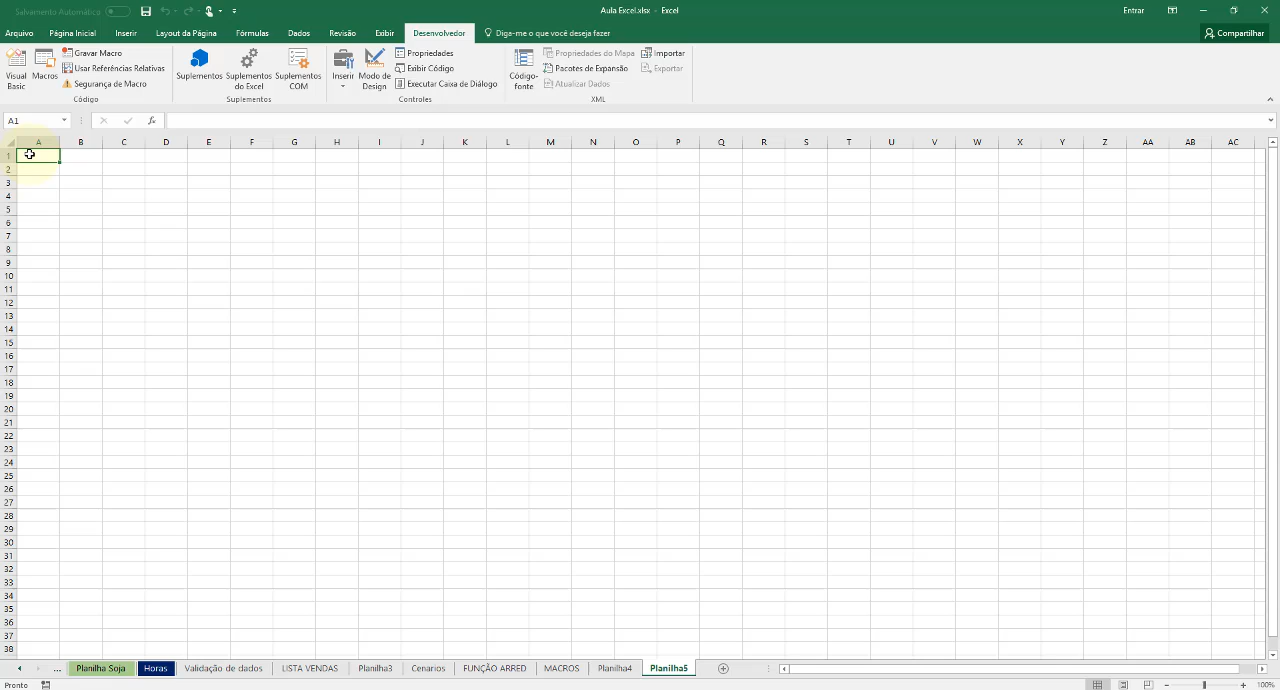 Salvamento Automático
Aula Excel.xlsx - Excel
Entrar
Arquivo Página Inicial Inserir Layout da Página Fórmulas Dados Revisão Exibir Desenvolvedor Diga-me o que você deseja fazer Compartilhar
Visual Basic
Macros
Gravar Macro
Usar Referências Relativas
Segurança de Macro
Código
Suplementos
Suplementos do Excel
Suplementos COM
Suplementos
Inserir
Modo de Design
Propriedades
Exibir Código
Executar Caixa de Diálogo
Controles
Código-fonte
Propriedades do Mapa
Pacotes de Expansão
Atualizar Dados
Importar
Exportar
XML
A1 fx
A B C D E F G H I J K L M N O P Q R S T U V W X Y Z AA AB AC
1
2
3
4
5
6
7
8
9
10
11
12
13
14
15
16
17
18
19
20
21
22
23
24
25
26
27
28
29
30
31
32
33
34
35
36
37
38
... Planilha Soja Horas Validação de dados LISTA VENDAS Planilha3 Cenarios FUNÇÃO ARRED MACROS Planilha4 Planilha5
Pronto 100%